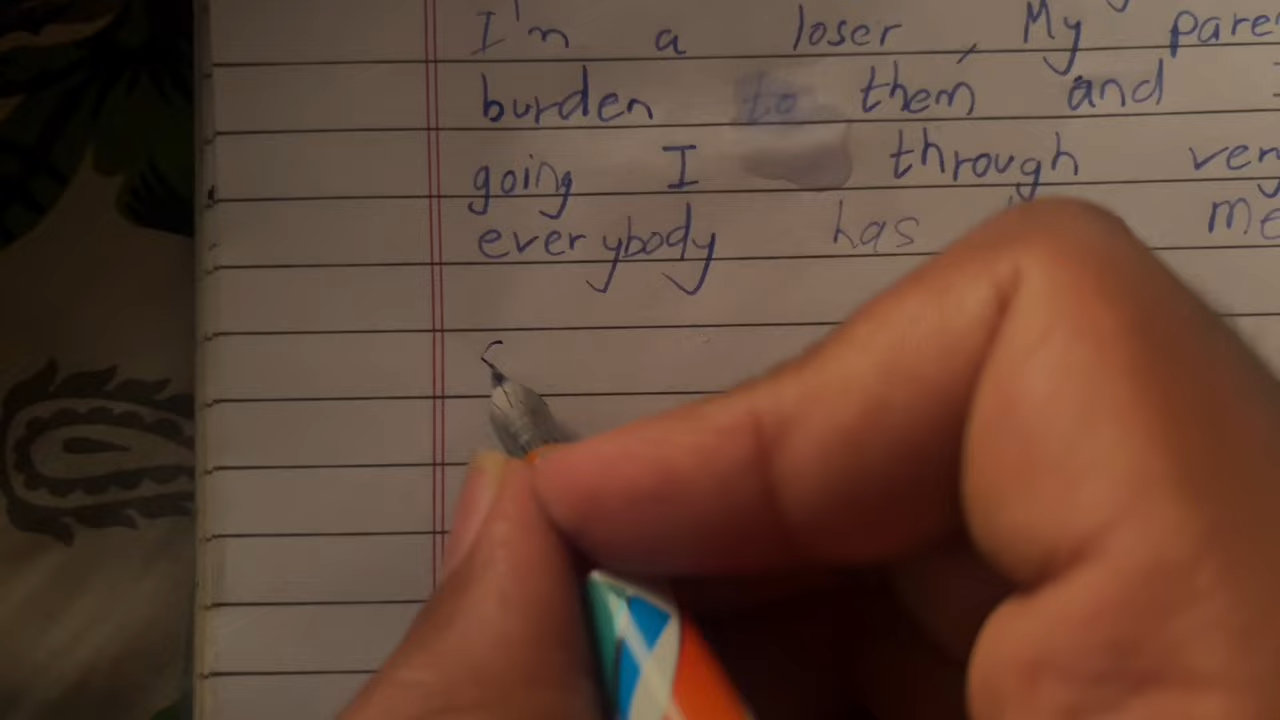 I'm a loser, My
burden to them and
going I through
everybody has